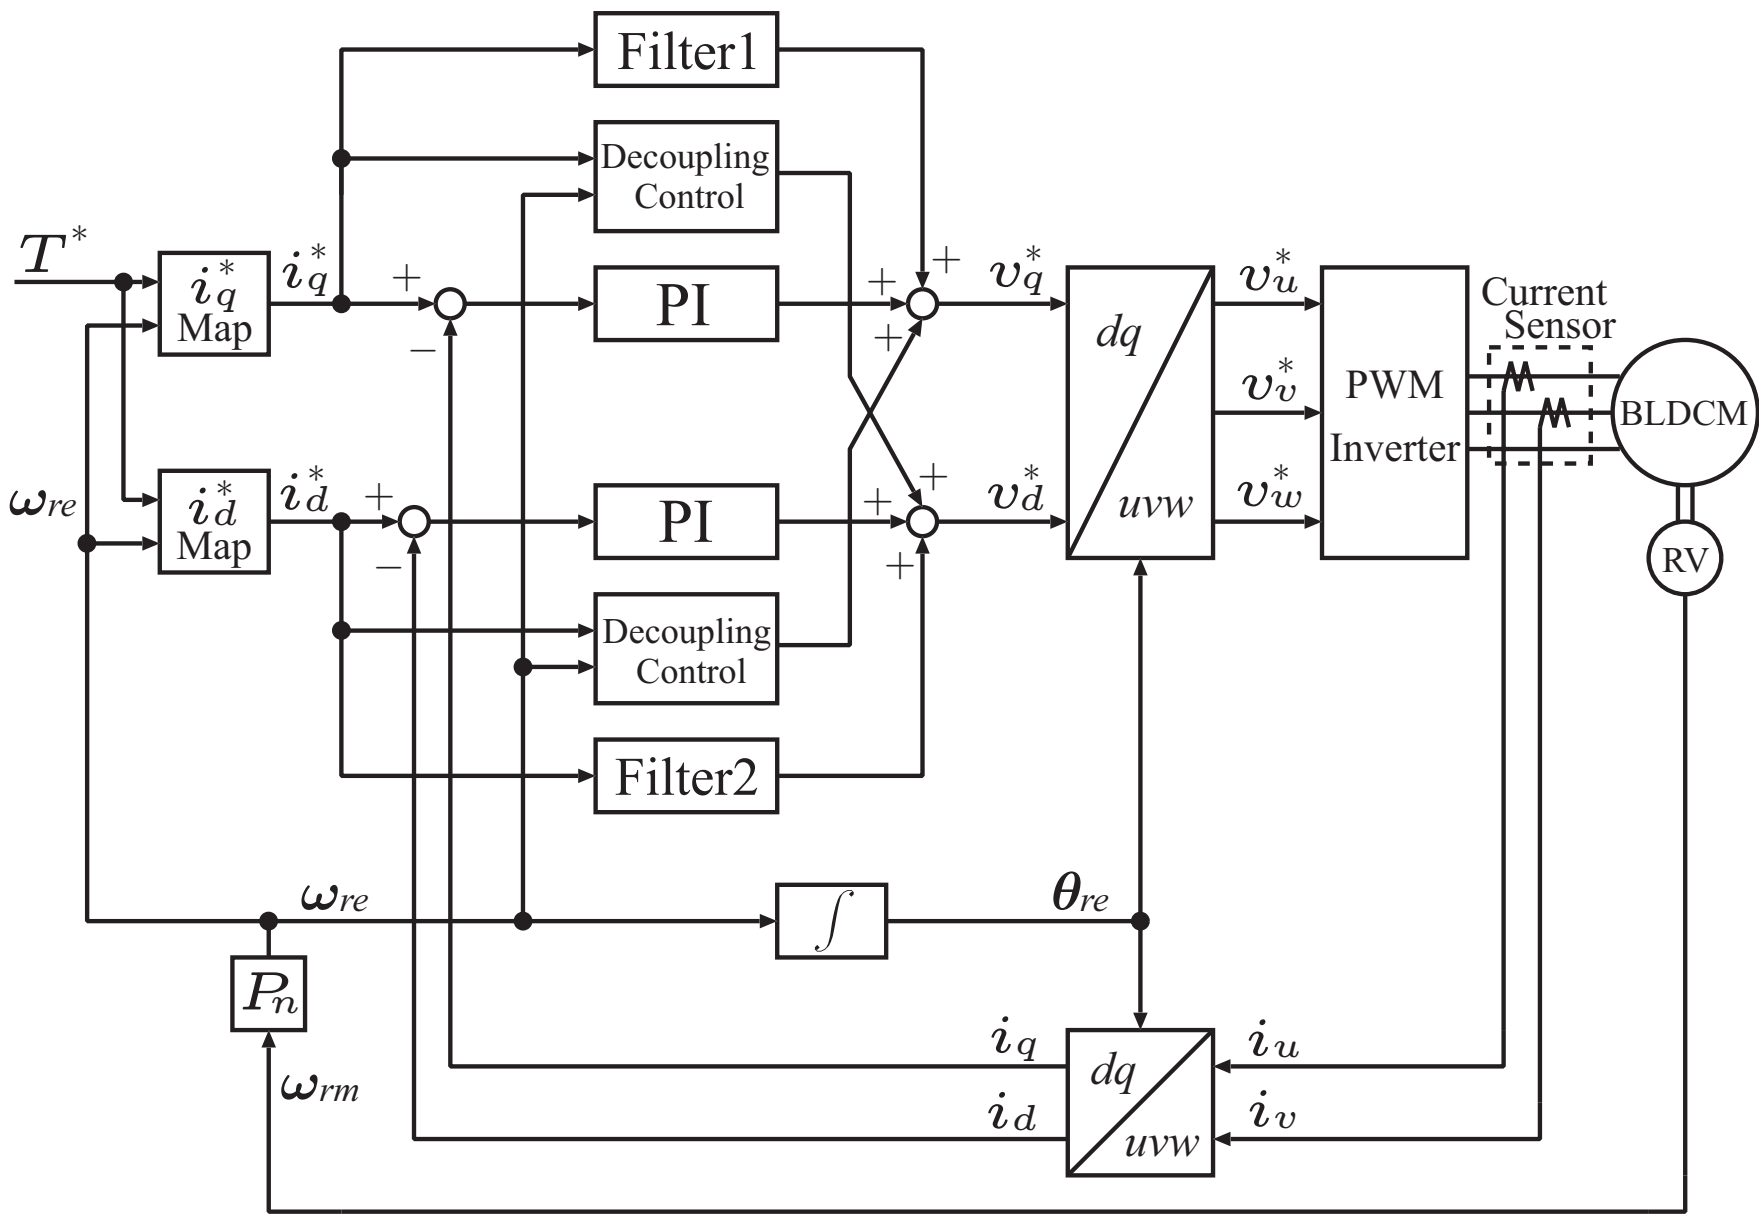 Filter1
Decoupling
Control
T*
i*q
Map
i*q
+
−
PI
+
+
+
v*q
dq
uvw
v*u
v*v
v*w
PWM
Inverter
Current
Sensor
BLDCM
RV
ωre
i*d
Map
i*d
+
−
PI
+
+
+
v*d
Decoupling
Control
Filter2
ωre
∫
θre
Pn
ωrm
iq
id
dq
uvw
iu
iv